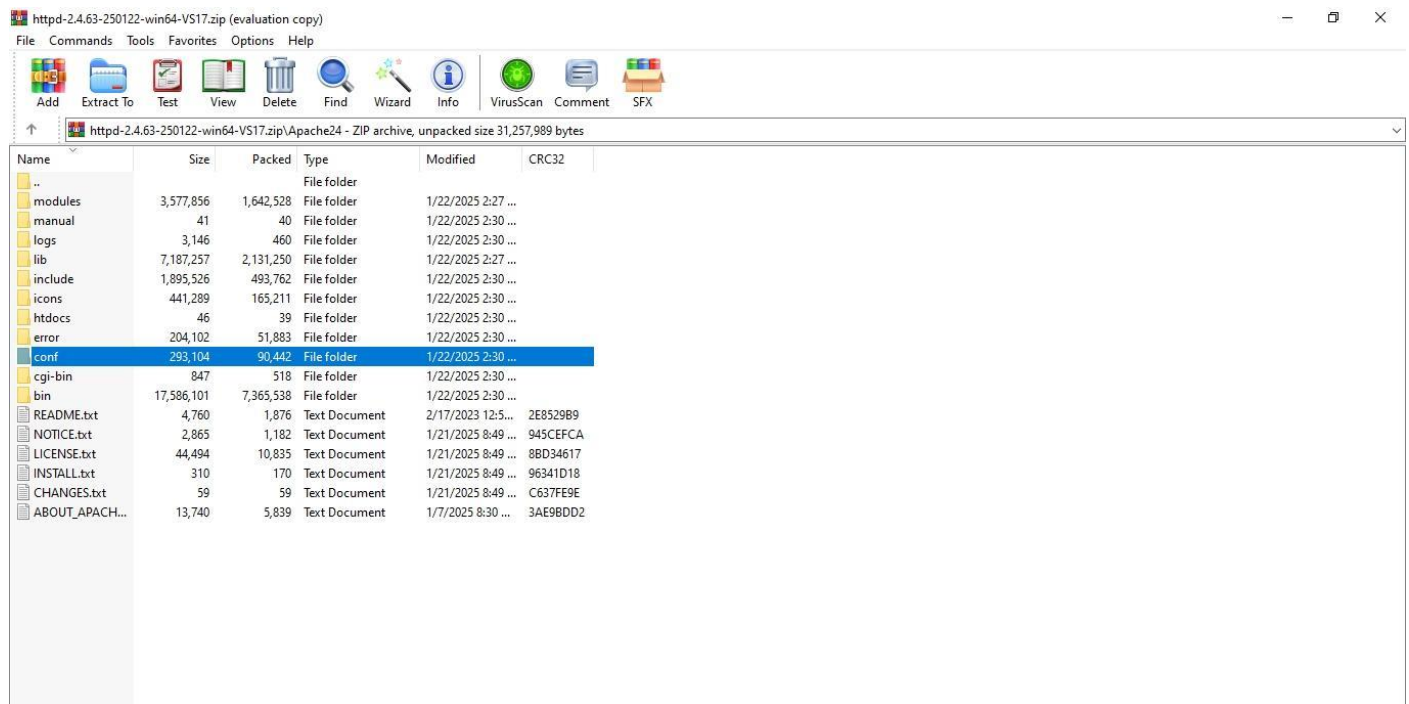 httpd-2.4.63-250122-win64-VS17.zip (evaluation copy)
File Commands Tools Favorites Options Help
Add Extract To Test View Delete Find Wizard Info VirusScan Comment SFX
httpd-2.4.63-250122-win64-VS17.zip\Apache24 - ZIP archive, unpacked size 31,257,989 bytes
Name Size Packed Type Modified CRC32
.. File folder
modules 3,577,856 1,642,528 File folder 1/22/2025 2:27 ...
manual 41 40 File folder 1/22/2025 2:30 ...
logs 3,146 460 File folder 1/22/2025 2:30 ...
lib 7,187,257 2,131,250 File folder 1/22/2025 2:27 ...
include 1,895,526 493,762 File folder 1/22/2025 2:30 ...
icons 441,289 165,211 File folder 1/22/2025 2:30 ...
htdocs 46 39 File folder 1/22/2025 2:30 ...
error 204,102 51,883 File folder 1/22/2025 2:30 ...
conf 293,104 90,442 File folder 1/22/2025 2:30 ...
cgi-bin 847 518 File folder 1/22/2025 2:30 ...
bin 17,586,101 7,365,538 File folder 1/22/2025 2:30 ...
README.txt 4,760 1,876 Text Document 2/17/2023 12:5... 2E8529B9
NOTICE.txt 2,865 1,182 Text Document 1/21/2025 8:49 ... 945CEFCA
LICENSE.txt 44,494 10,835 Text Document 1/21/2025 8:49 ... 8BD34617
INSTALL.txt 310 170 Text Document 1/21/2025 8:49 ... 96341D18
CHANGES.txt 59 59 Text Document 1/21/2025 8:49 ... C637FE9E
ABOUT_APACH... 13,740 5,839 Text Document 1/7/2025 8:30 ... 3AE9BDD2